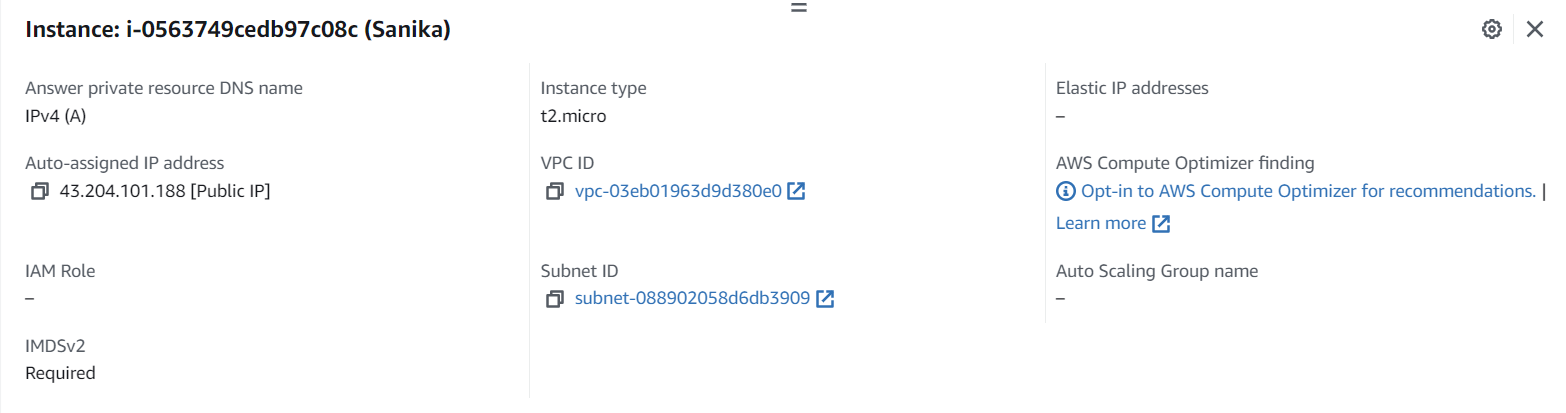 Instance: i-0563749cedb97c08c (Sanika)
Answer private resource DNS name
IPv4 (A)
Instance type
t2.micro
Elastic IP addresses
–
Auto-assigned IP address
43.204.101.188 [Public IP]
VPC ID
vpc-03eb01963d9d380e0
AWS Compute Optimizer finding
Opt-in to AWS Compute Optimizer for recommendations. |
Learn more
IAM Role
–
Subnet ID
subnet-088902058d6db3909
Auto Scaling Group name
–
IMDSv2
Required